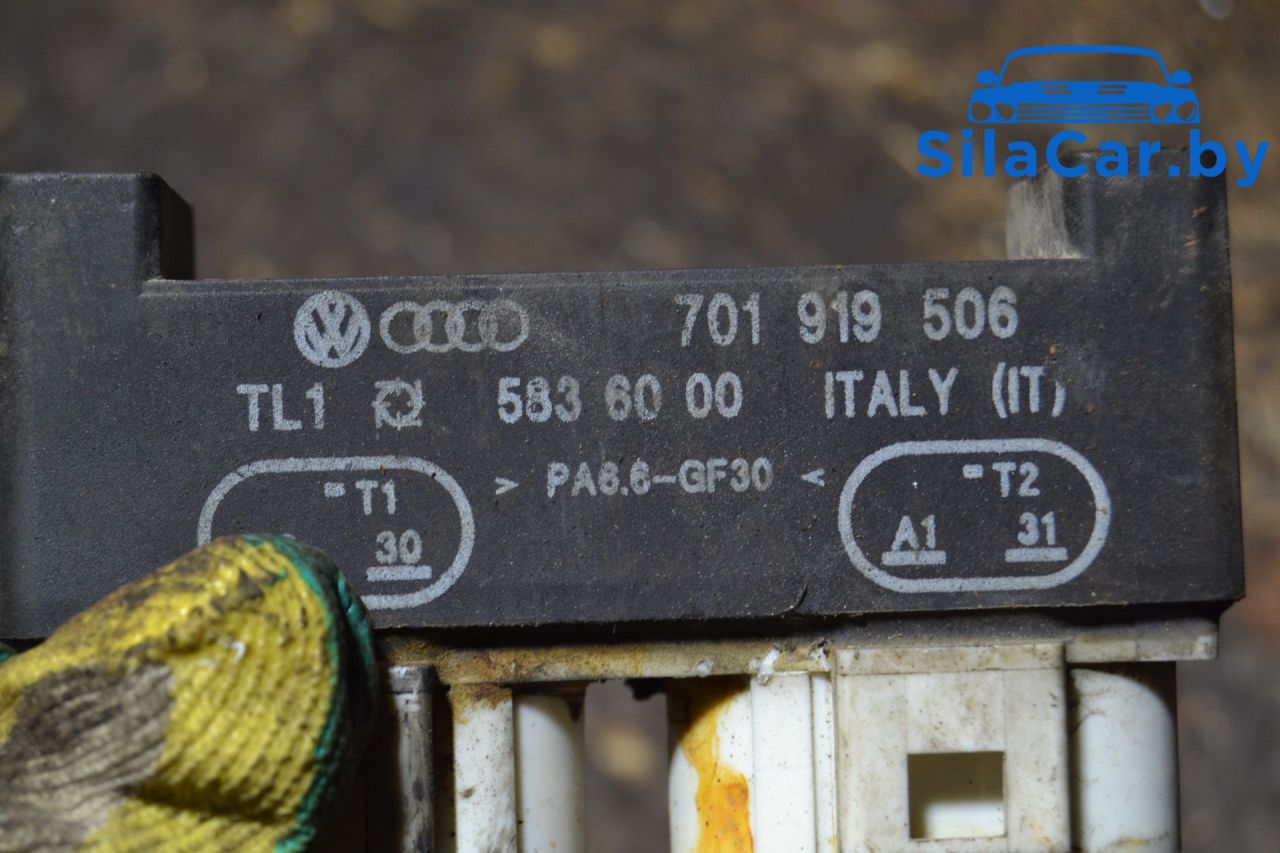 SilaCar.by
701 919 506
TL1 583 60 00 ITALY (IT)
> PA6.6-GF30 <
T1
30
T2
A1 31